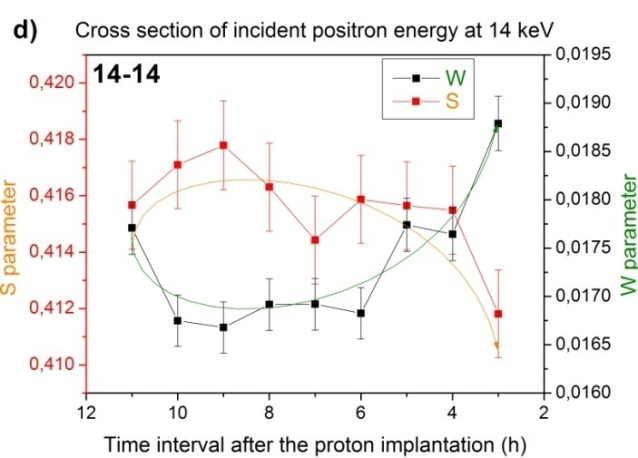 d) Cross section of incident positron energy at 14 keV
14-14
W
S
0,420
0,418
0,416
0,414
0,412
0,410
S parameter
0,0195
0,0190
0,0185
0,0180
0,0175
0,0170
0,0165
0,0160
W parameter
12 10 8 6 4 2
Time interval after the proton implantation (h)